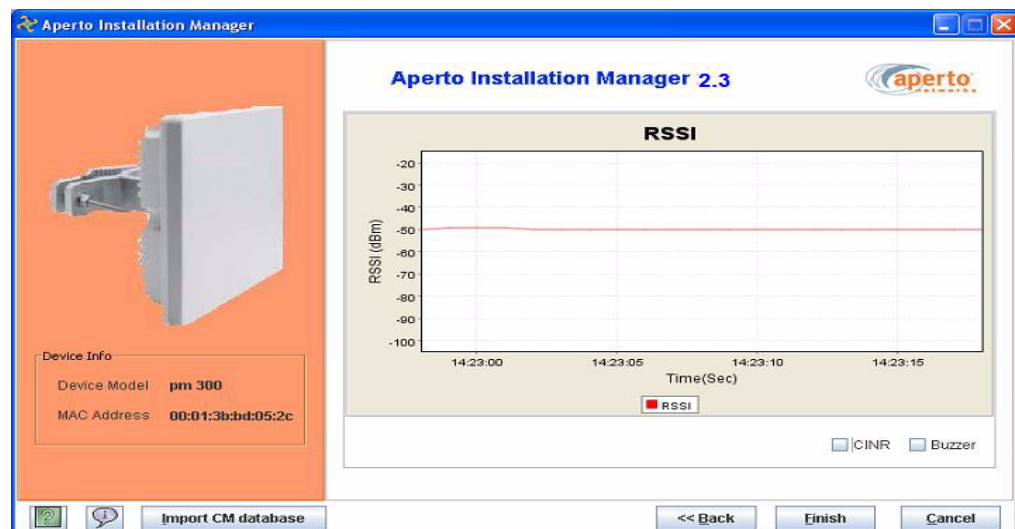 Aperto Installation Manager
Aperto Installation Manager 2.3
aperto
networks
RSSI
RSSI (dBm)
-20
-30
-40
-50
-60
-70
-80
-90
-100
14:23:00 14:23:05 14:23:10 14:23:15
Time(Sec)
RSSI
CINR Buzzer
Device Info
Device Model pm 300
MAC Address 00:01:3b:bd:05:2c
Import CM database
<< Back Finish Cancel